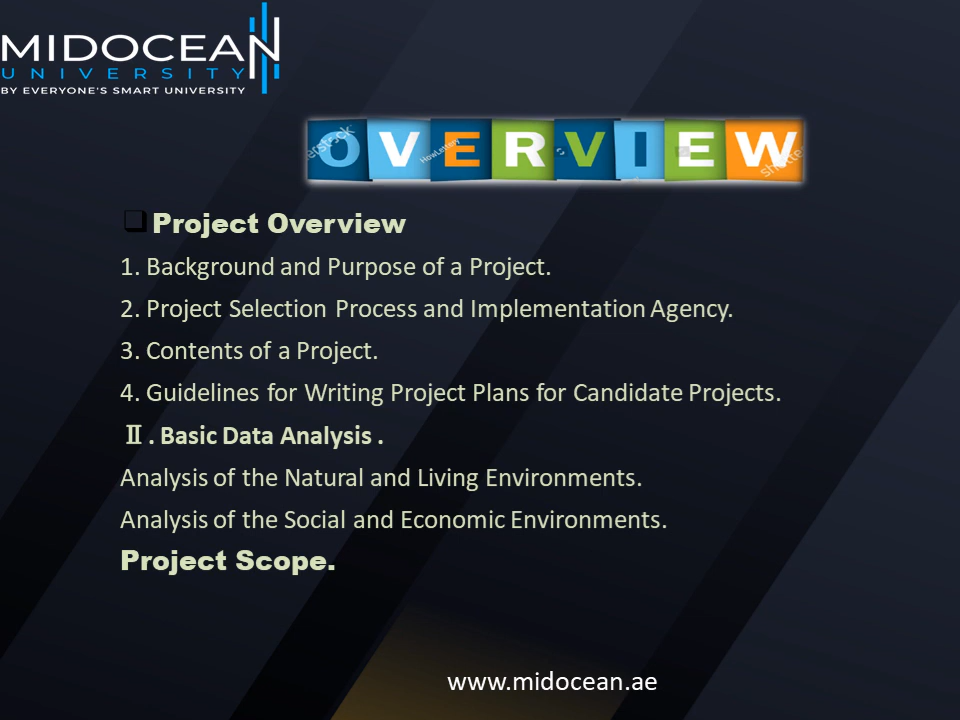 MIDOCEAN
UNIVERSITY
BY EVERYONE'S SMART UNIVERSITY
OVERVIEW
Project Overview
1. Background and Purpose of a Project.
2. Project Selection Process and Implementation Agency.
3. Contents of a Project.
4. Guidelines for Writing Project Plans for Candidate Projects.
Ⅱ . Basic Data Analysis .
Analysis of the Natural and Living Environments.
Analysis of the Social and Economic Environments.
Project Scope.
www.midocean.ae